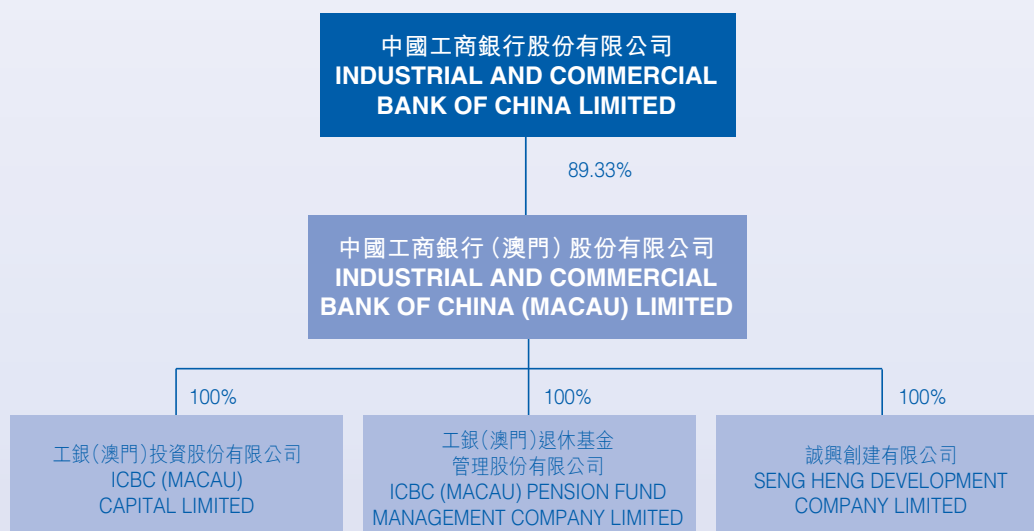 中國工商銀行股份有限公司
INDUSTRIAL AND COMMERCIAL
BANK OF CHINA LIMITED
89.33%
中國工商銀行（澳門）股份有限公司
INDUSTRIAL AND COMMERCIAL
BANK OF CHINA (MACAU) LIMITED
100%
100%
100%
工銀（澳門）投資股份有限公司
ICBC (MACAU)
CAPITAL LIMITED
工銀（澳門）退休基金
管理股份有限公司
ICBC (MACAU) PENSION FUND
MANAGEMENT COMPANY LIMITED
誠興創建有限公司
SENG HENG DEVELOPMENT
COMPANY LIMITED